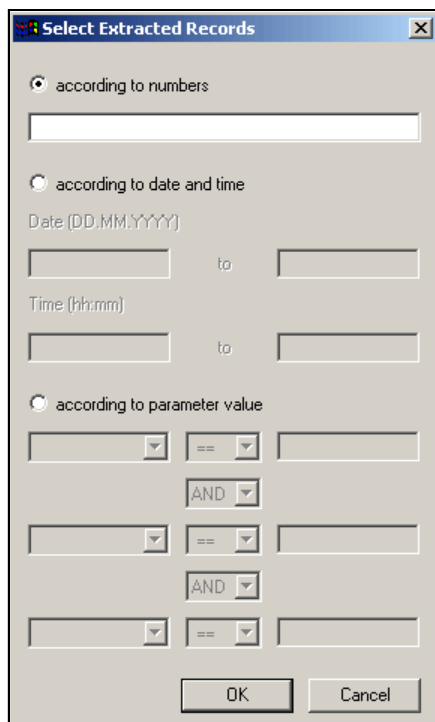 Select Extracted Records
according to numbers
according to date and time
Date (DD.MM.YYYY)
to
Time (hh:mm)
to
according to parameter value
==
AND
==
AND
==
OK Cancel